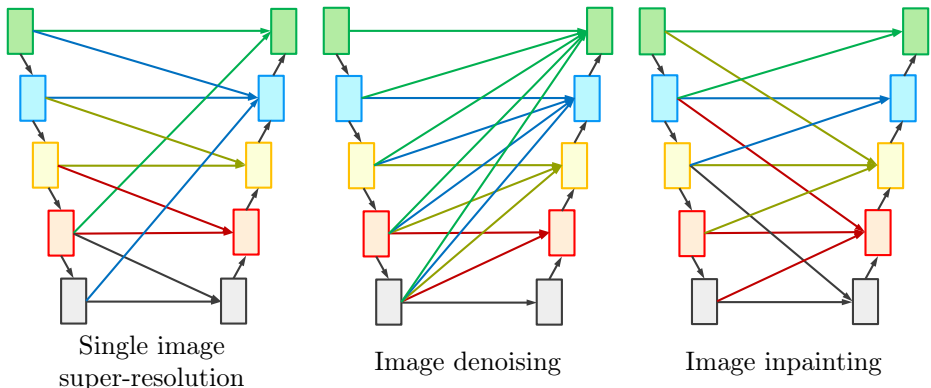 Single image
super-resolution
Image denoising
Image inpainting